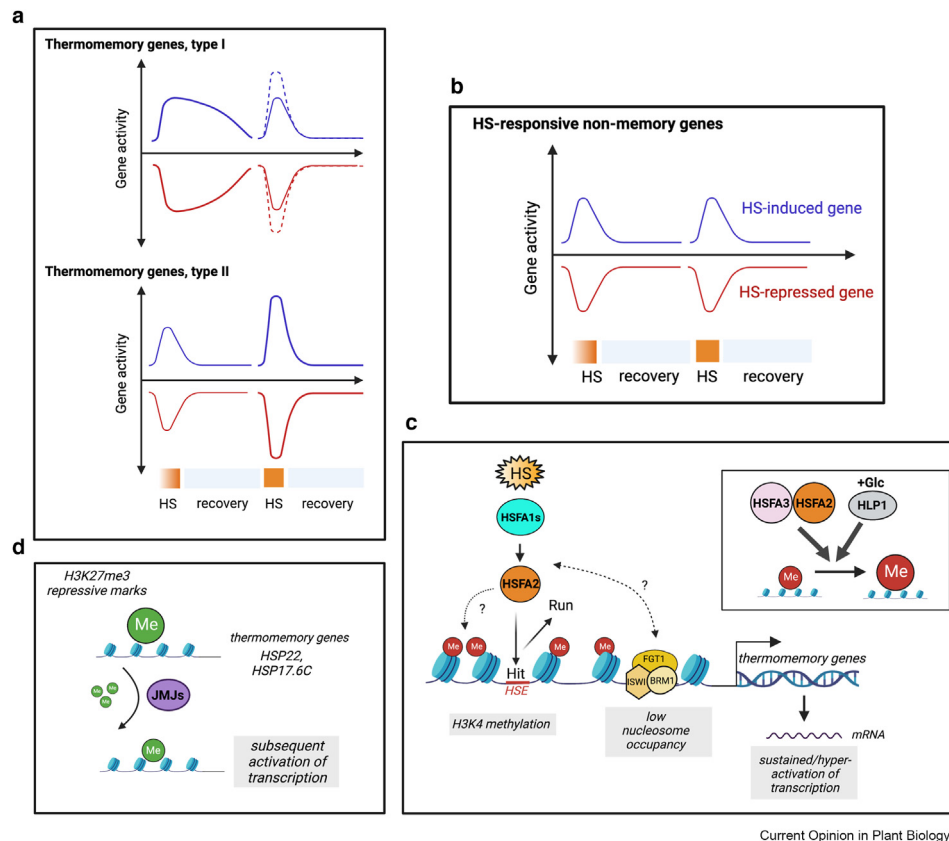 a
Thermomemory genes, type I
Gene activity
Thermomemory genes, type II
Gene activity
HS recovery HS recovery
b
HS-responsive non-memory genes
Gene activity
HS-induced gene
HS-repressed gene
HS recovery HS recovery
c
HS
HSFA1s
HSFA2
?
?
Run
Me Me Me Me
Hit
HSE
FGT1
ISWI BRM1
H3K4 methylation
low
nucleosome
occupancy
thermomemory genes
mRNA
sustained/hyper-
activation of
transcription
+Glc
HSFA3 HSFA2 HLP1
Me Me
d
H3K27me3
repressive marks
Me
thermomemory genes
HSP22,
HSP17.6C
Me Me Me
JMJs
Me
subsequent
activation of
transcription
Current Opinion in Plant Biology